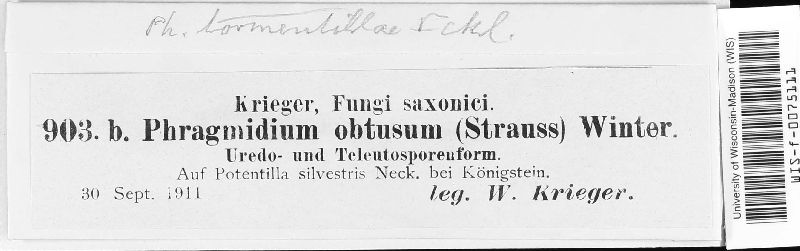 Ph. tormentillae Fckl.
Krieger, Fungi saxonici.
903. b. Phragmidium obtusum (Strauss) Winter.
Uredo- und Teleutosporenform.
Auf Potentilla silvestris Neck. bei Königstein.
30 Sept. 1911 leg. W. Krieger.
University of Wisconsin-Madison (WIS)
WIS-f-0075111